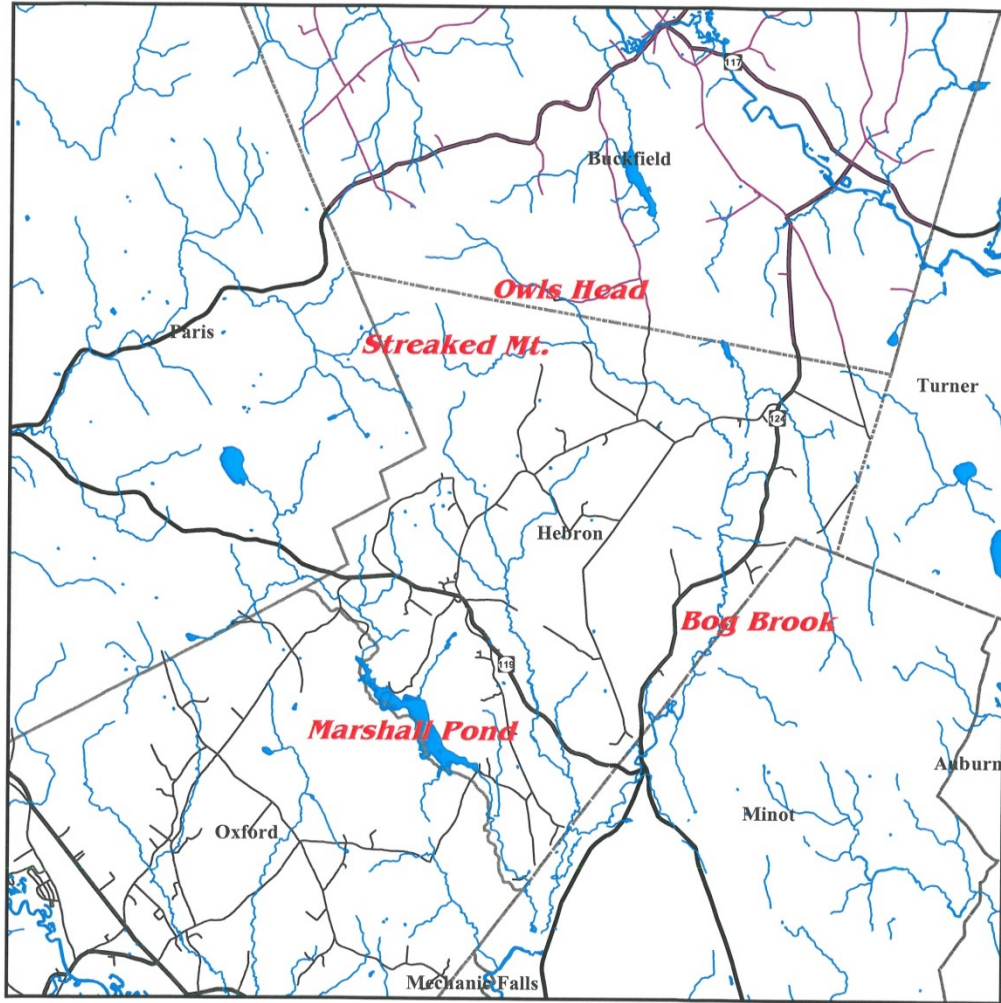 117
Buckfield
Owls Head
Paris
Streaked Mt.
Turner
124
Hebron
Bog Brook
119
Marshall Pond
Auburn
Oxford
Minot
Mechanic Falls